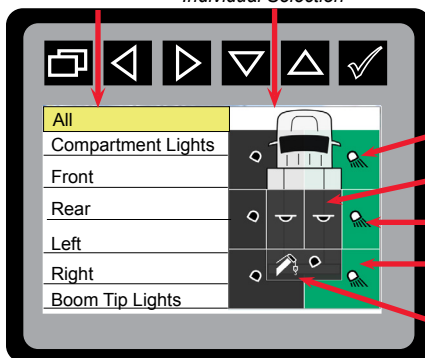 Individual Selection
All
Compartment Lights
Front
Rear
Left
Right
Boom Tip Lights